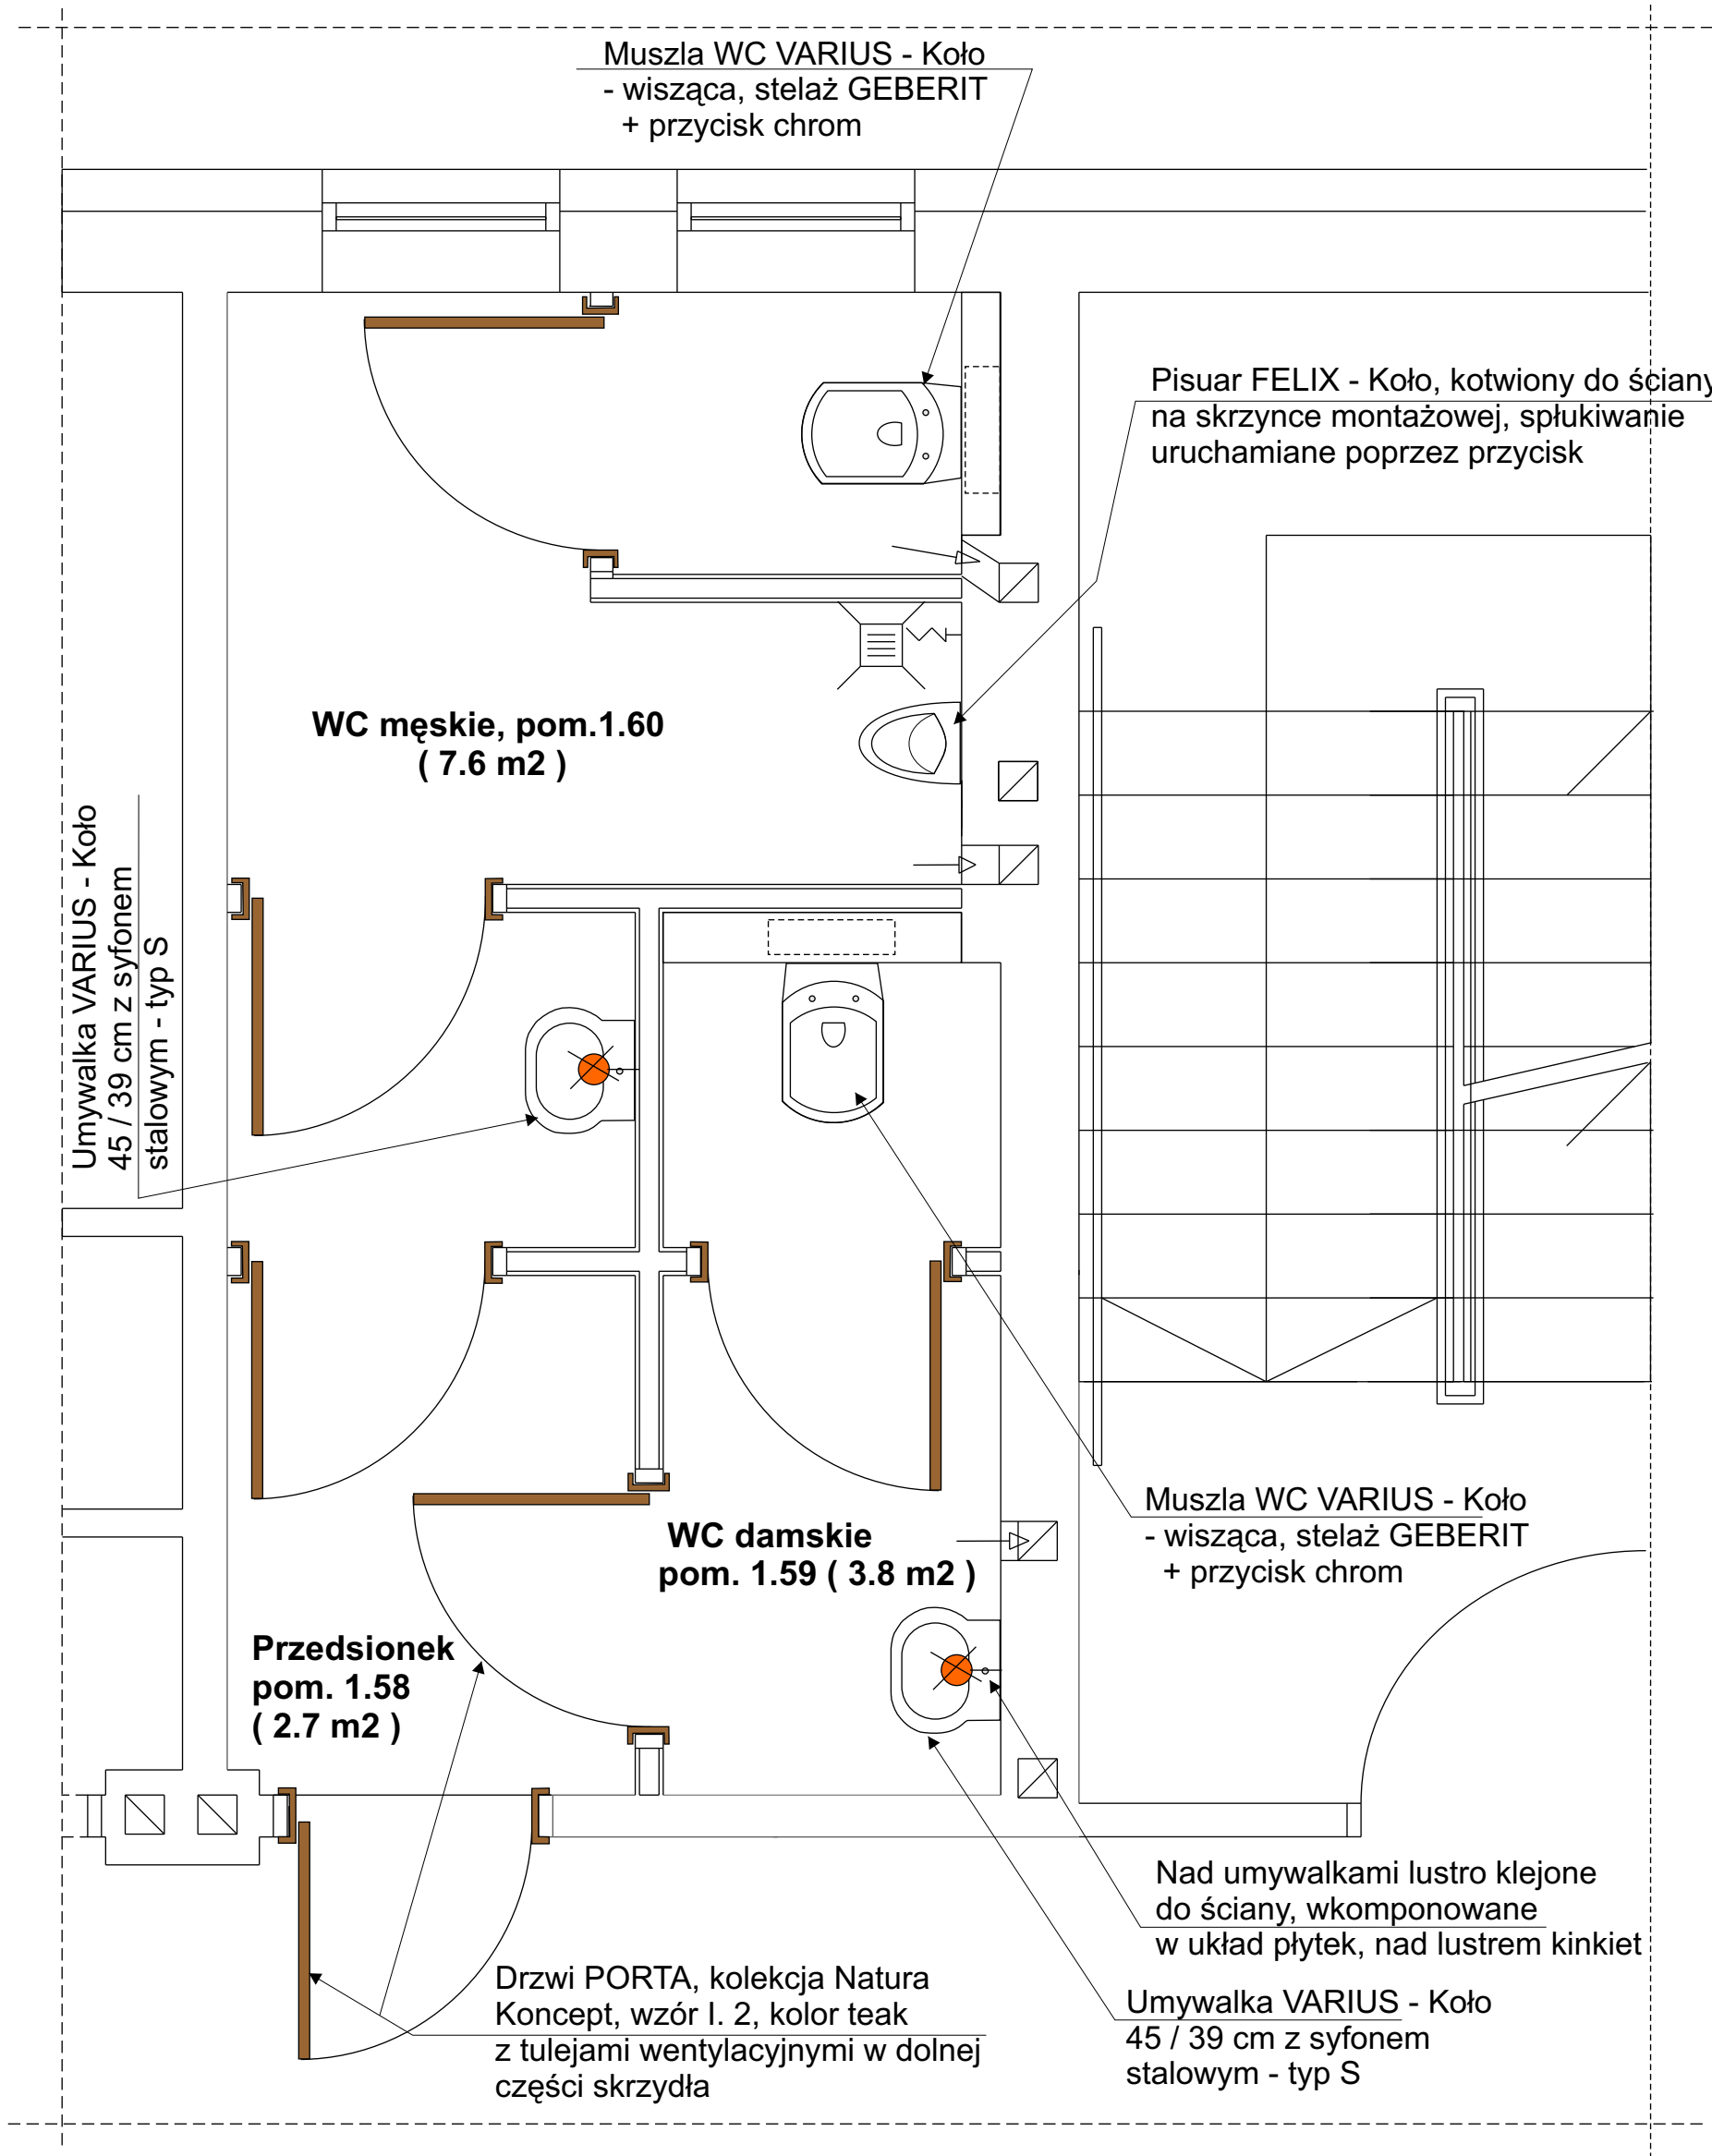 Muszla WC VARIUS - Koło
- wisząca, stelaż GEBERIT
+ przycisk chrom
Pisuar FELIX - Koło, kotwiony do ściany
na skrzynce montażowej, spłukiwanie
uruchamiane poprzez przycisk
WC męskie, pom.1.60
( 7.6 m2 )
Umywalka VARIUS - Koło
45 / 39 cm z syfonem
stalowym - typ S
Muszla WC VARIUS - Koło
- wisząca, stelaż GEBERIT
+ przycisk chrom
WC damskie
pom. 1.59 ( 3.8 m2 )
Przedsionek
pom. 1.58
( 2.7 m2 )
Nad umywalkami lustro klejone
do ściany, wkomponowane
w układ płytek, nad lustrem kinkiet
Drzwi PORTA, kolekcja Natura
Koncept, wzór I. 2, kolor teak
z tulejami wentylacyjnymi w dolnej
części skrzydła
Umywalka VARIUS - Koło
45 / 39 cm z syfonem
stalowym - typ S